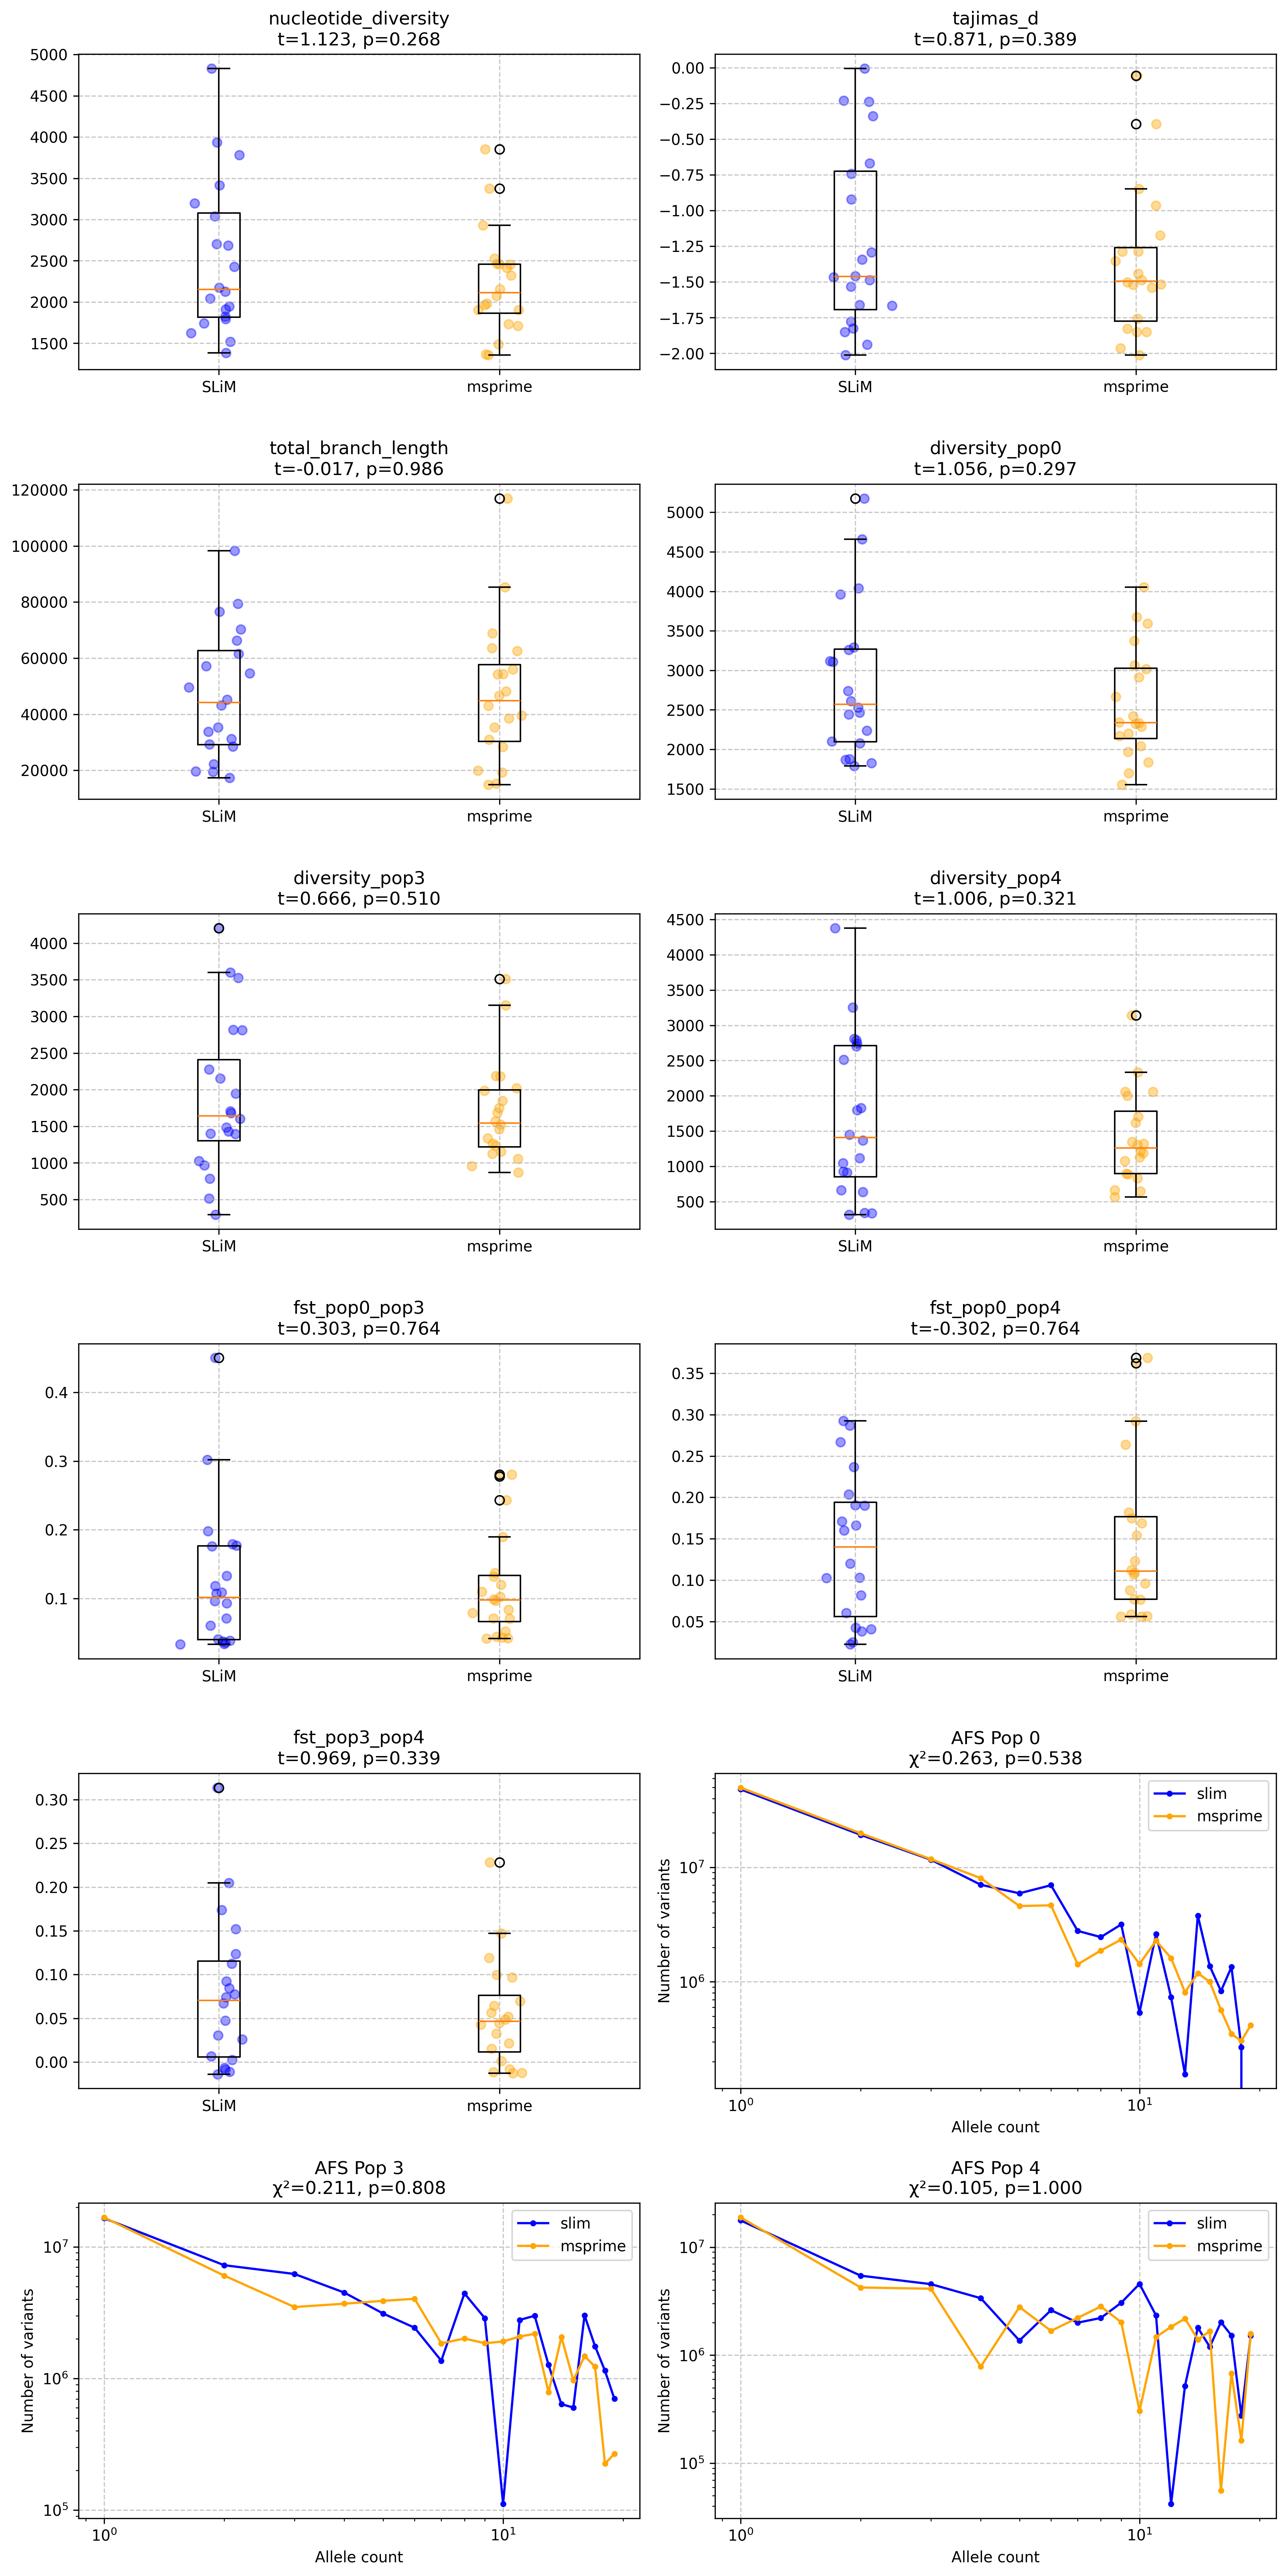 nucleotide_diversity
t=1.123, p=0.268
5000
4500
4000
3500
3000
2500
2000
1500
SLiM
msprime
tajimas_d
t=0.871, p=0.389
0.00
−0.25
−0.50
−0.75
−1.00
−1.25
−1.50
−1.75
−2.00
SLiM
msprime
total_branch_length
t=-0.017, p=0.986
120000
100000
80000
60000
40000
20000
SLiM
msprime
diversity_pop0
t=1.056, p=0.297
5000
4500
4000
3500
3000
2500
2000
1500
SLiM
msprime
diversity_pop3
t=0.666, p=0.510
4000
3500
3000
2500
2000
1500
1000
500
SLiM
msprime
diversity_pop4
t=1.006, p=0.321
4500
4000
3500
3000
2500
2000
1500
1000
500
SLiM
msprime
fst_pop0_pop3
t=0.303, p=0.764
0.4
0.3
0.2
0.1
SLiM
msprime
fst_pop0_pop4
t=-0.302, p=0.764
0.35
0.30
0.25
0.20
0.15
0.10
0.05
SLiM
msprime
fst_pop3_pop4
t=0.969, p=0.339
0.30
0.25
0.20
0.15
0.10
0.05
0.00
SLiM
msprime
AFS Pop 0
χ²=0.263, p=0.538
slim
msprime
Number of variants
10⁷
10⁶
10⁰
10¹
Allele count
AFS Pop 3
χ²=0.211, p=0.808
slim
msprime
Number of variants
10⁷
10⁶
10⁵
10⁰
10¹
Allele count
AFS Pop 4
χ²=0.105, p=1.000
slim
msprime
Number of variants
10⁷
10⁶
10⁵
10⁰
10¹
Allele count